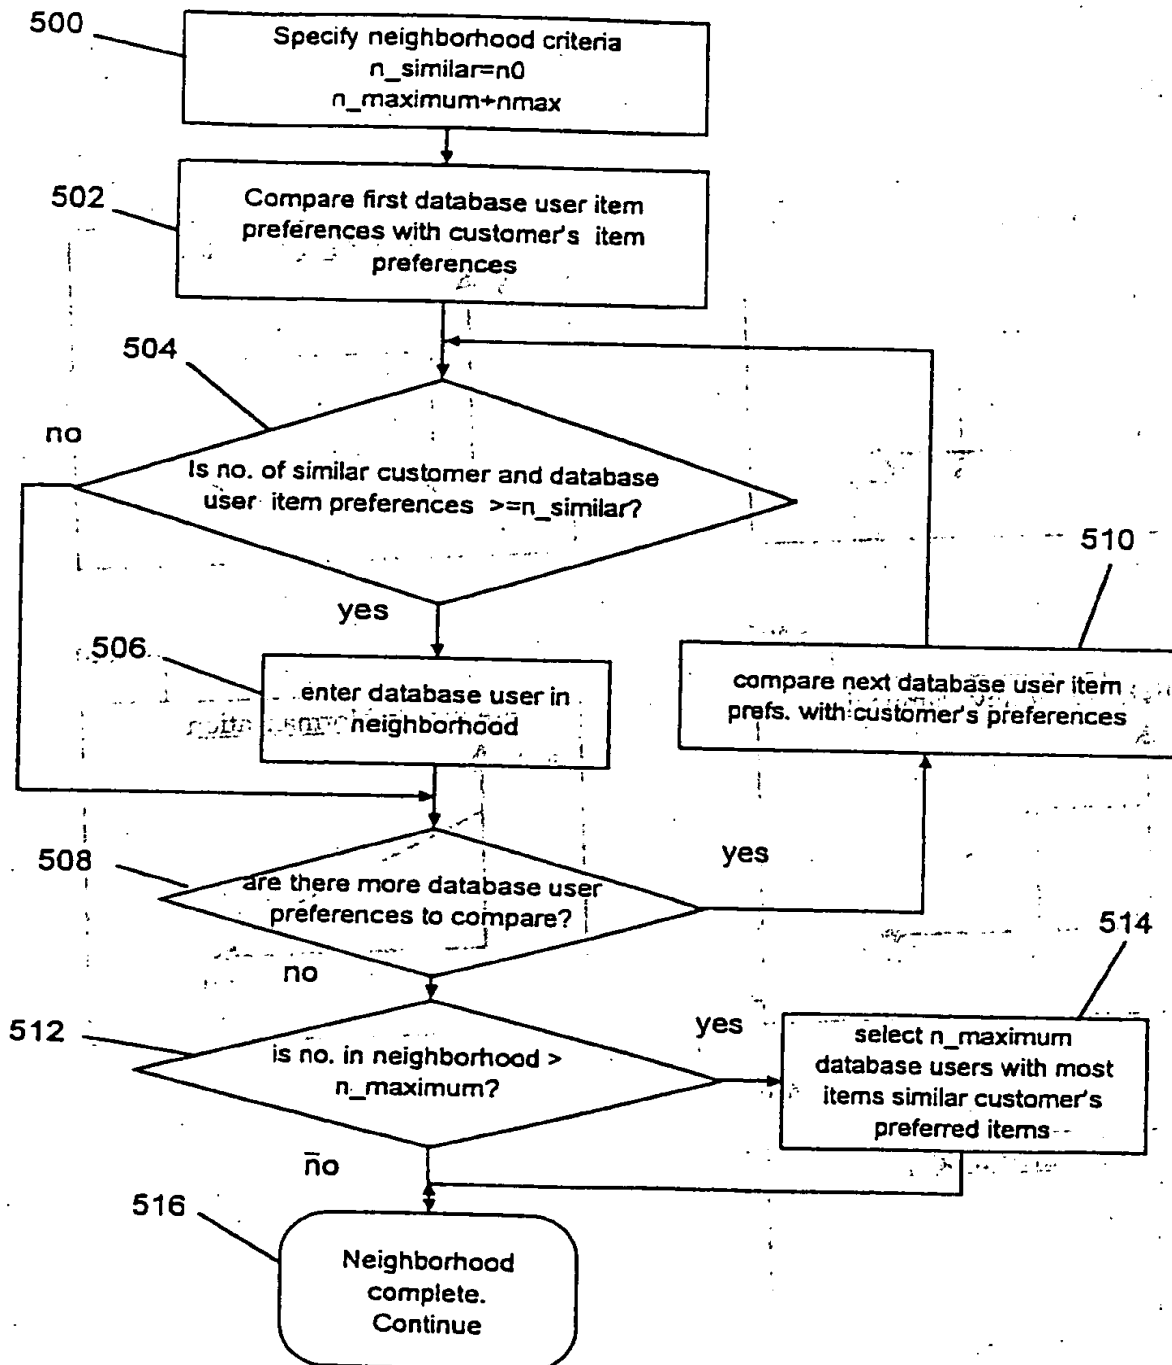 500
Specify neighborhood criteria
n_similar=n0
n_maximum+nmax
502
Compare first database user item
preferences with customer's item
preferences
504
no
Is no. of similar customer and database
user item preferences >=n_similar?
yes
506
enter database user in
neighborhood
510
compare next database user item
prefs. with customer's preferences
508
are there more database user
preferences to compare?
yes
no
512
is no. in neighborhood >
n_maximum?
yes
514
select n_maximum
database users with most
items similar customer's
preferred items
no
516
Neighborhood
complete.
Continue